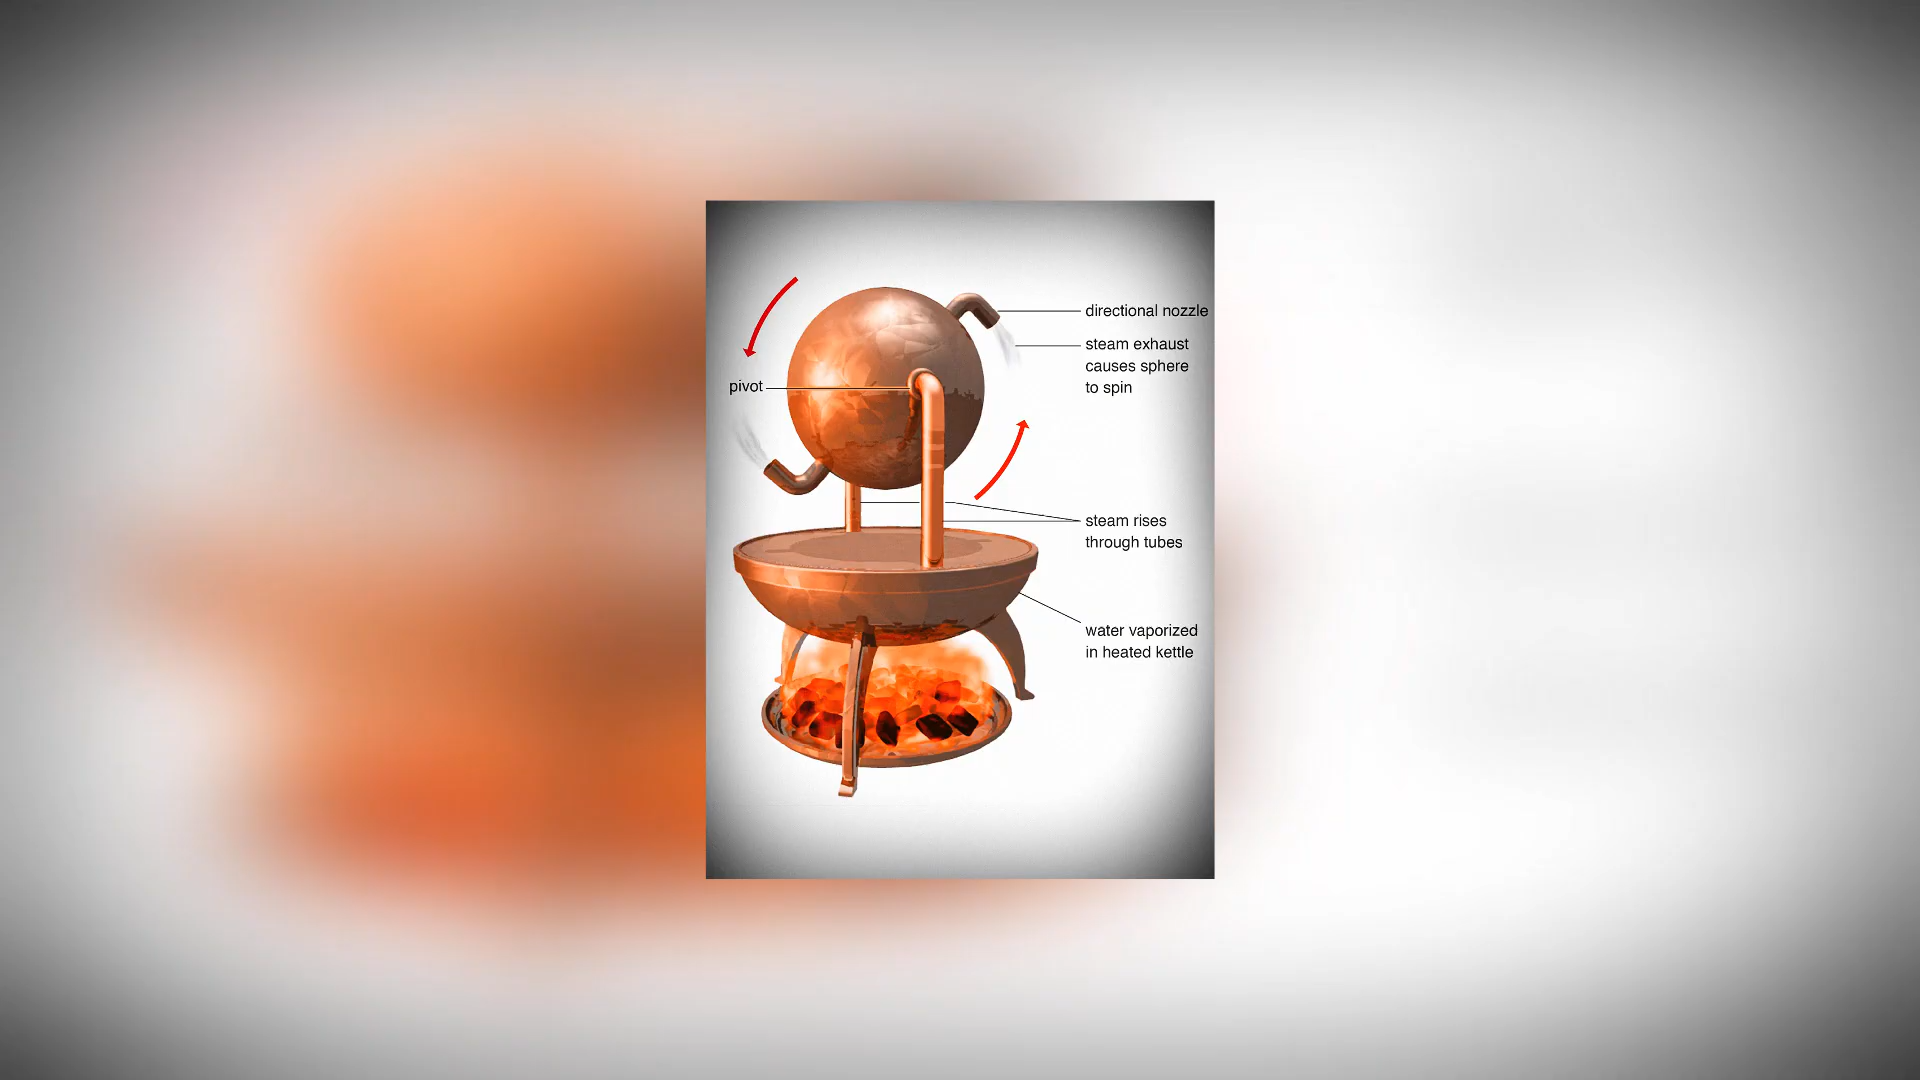 directional nozzle
steam exhaust
causes sphere
to spin
pivot
steam rises
through tubes
water vaporized
in heated kettle